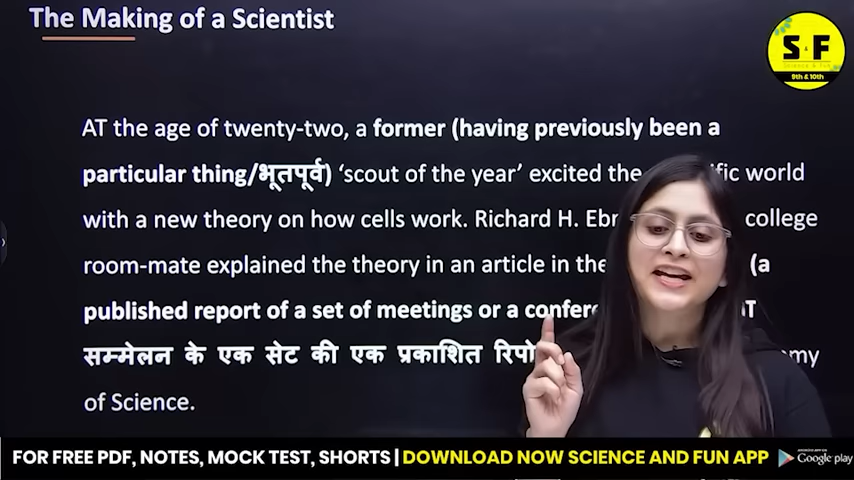 The Making of a Scientist
S & F
SCIENCE & FUN
9th & 10th
AT the age of twenty-two, a former (having previously been a
particular thing/भूतपूर्व) ‘scout of the year’ excited the world
with a new theory on how cells work. Richard H. college
room-mate explained the theory in an article in the (a
published report of a set of meetings or a
सम्मेलन के एक सेट की एक प्रकाशित
of Science.
FOR FREE PDF, NOTES, MOCK TEST, SHORTS | DOWNLOAD NOW SCIENCE AND FUN APP
Google play